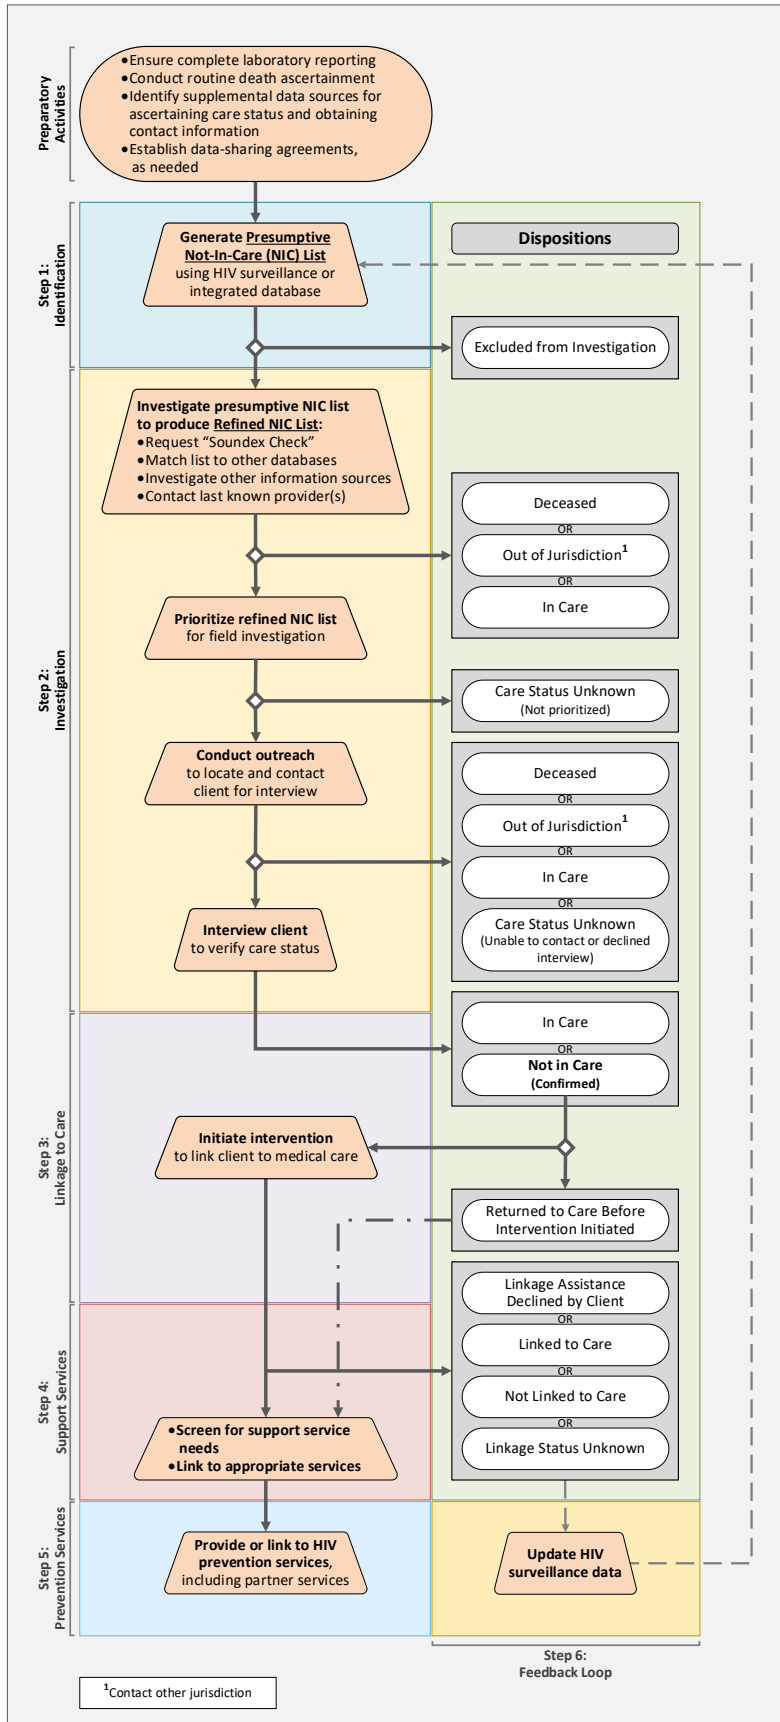 Preparatory
Activities
●Ensure complete laboratory reporting
●Conduct routine death ascertainment
●Identify supplemental data sources for
ascertaining care status and obtaining
contact information
●Establish data-sharing agreements,
as needed
Step 1:
Identification
Generate Presumptive
Not-In-Care (NIC) List
using HIV surveillance or
integrated database
Dispositions
Excluded from Investigation
Step 2:
Investigation
Investigate presumptive NIC list
to produce Refined NIC List:
●Request “Soundex Check”
●Match list to other databases
●Investigate other information sources
●Contact last known provider(s)
Deceased
OR
Out of Jurisdiction1
OR
In Care
Prioritize refined NIC list
for field investigation
Care Status Unknown
(Not prioritized)
Conduct outreach
to locate and contact
client for interview
Deceased
OR
Out of Jurisdiction1
OR
In Care
OR
Care Status Unknown
(Unable to contact or declined
interview)
Interview client
to verify care status
In Care
OR
Not in Care
(Confirmed)
Step 3:
Linkage to Care
Initiate intervention
to link client to medical care
Returned to Care Before
Intervention Initiated
Linkage Assistance
Declined by Client
OR
Linked to Care
OR
Not Linked to Care
OR
Linkage Status Unknown
Step 4:
Support Services
●Screen for support service
needs
●Link to appropriate services
Step 5:
Prevention Services
Provide or link to HIV
prevention services,
including partner services
Update HIV
surveillance data
Step 6:
Feedback Loop
1Contact other jurisdiction